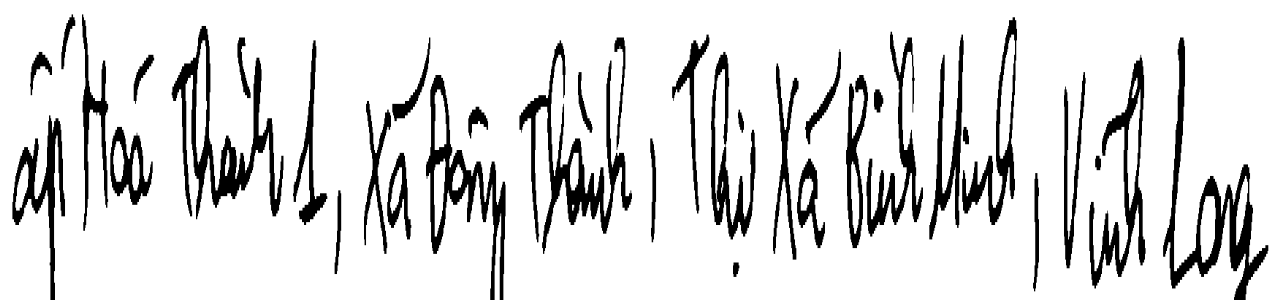 ấp Hoá Thành 1, Xã Đông Thành, Thị Xã Bình Minh, Vĩnh Long